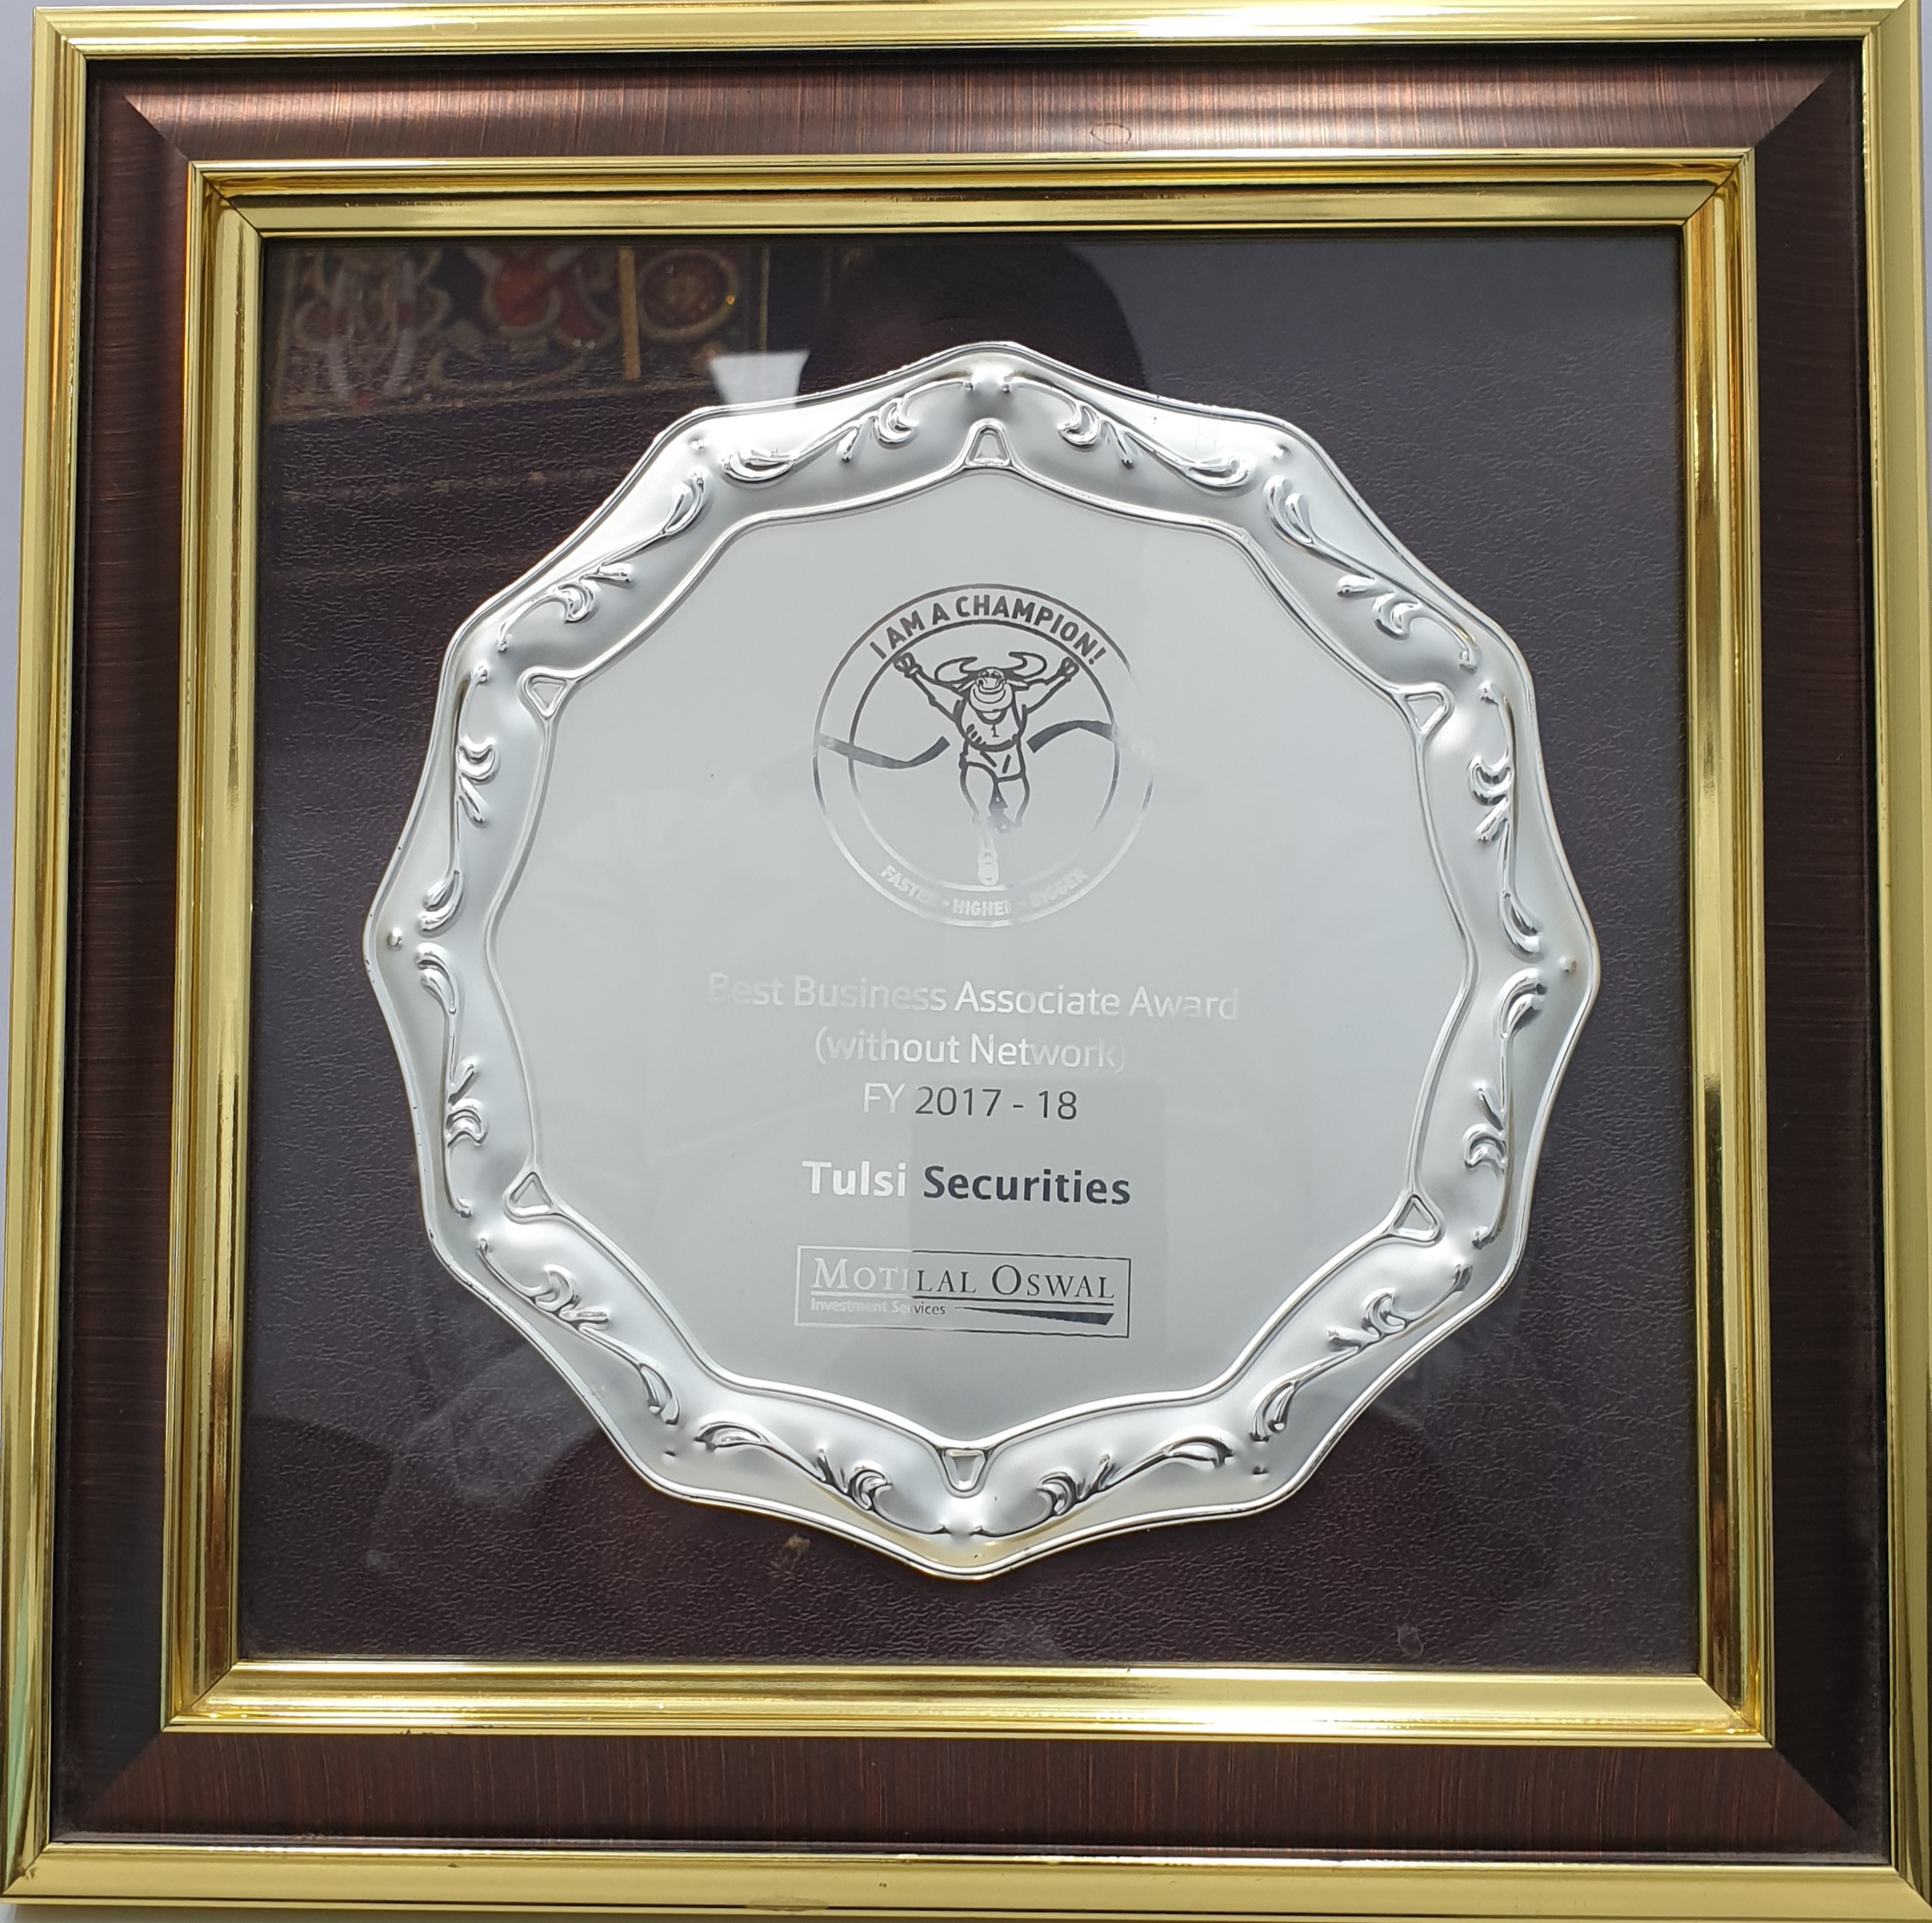 I AM A CHAMPION!
1
FASTER • HIGHER • BIGGER
Best Business Associate Award
(without Network)
FY 2017 - 18
Tulsi Securities
MOTILAL OSWAL
Investment Services